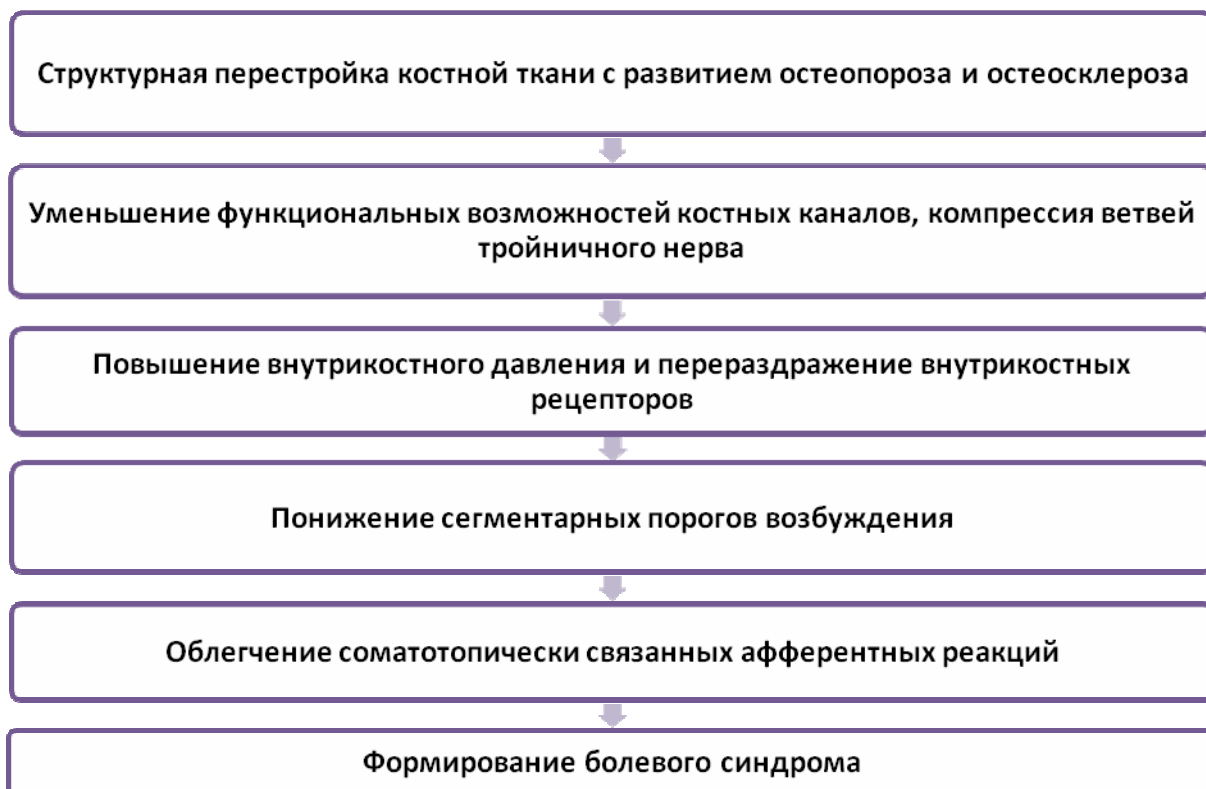 Структурная перестройка костной ткани с развитием остеопороза и остеосклероза
Уменьшение функциональных возможностей костных каналов, компрессия ветвей
тройничного нерва
Повышение внутрикостного давления и перераздражение внутрикостных
рецепторов
Понижение сегментарных порогов возбуждения
Облегчение соматотопически связанных афферентных реакций
Формирование болевого синдрома